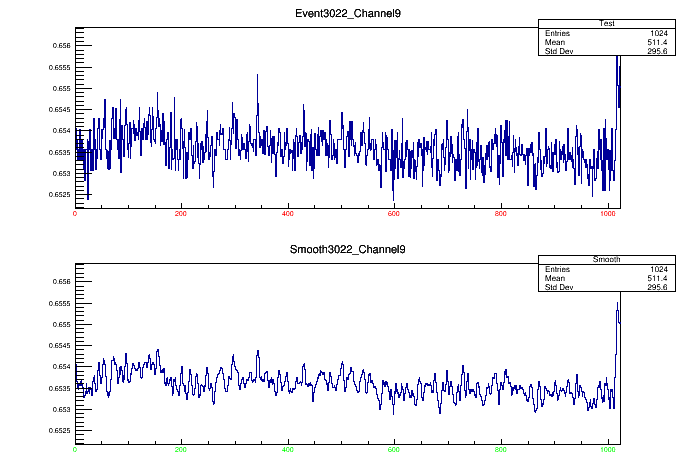 Event3022_Channel9
Test
Entries 1024
Mean 511.4
Std Dev 295.6
0.656
0.6555
0.655
0.6545
0.654
0.6535
0.653
0.6525
0 200 400 600 800 1000
Smooth3022_Channel9
Smooth
Entries 1024
Mean 511.4
Std Dev 295.6
0.656
0.6555
0.655
0.6545
0.654
0.6535
0.653
0.6525
0 200 400 600 800 1000